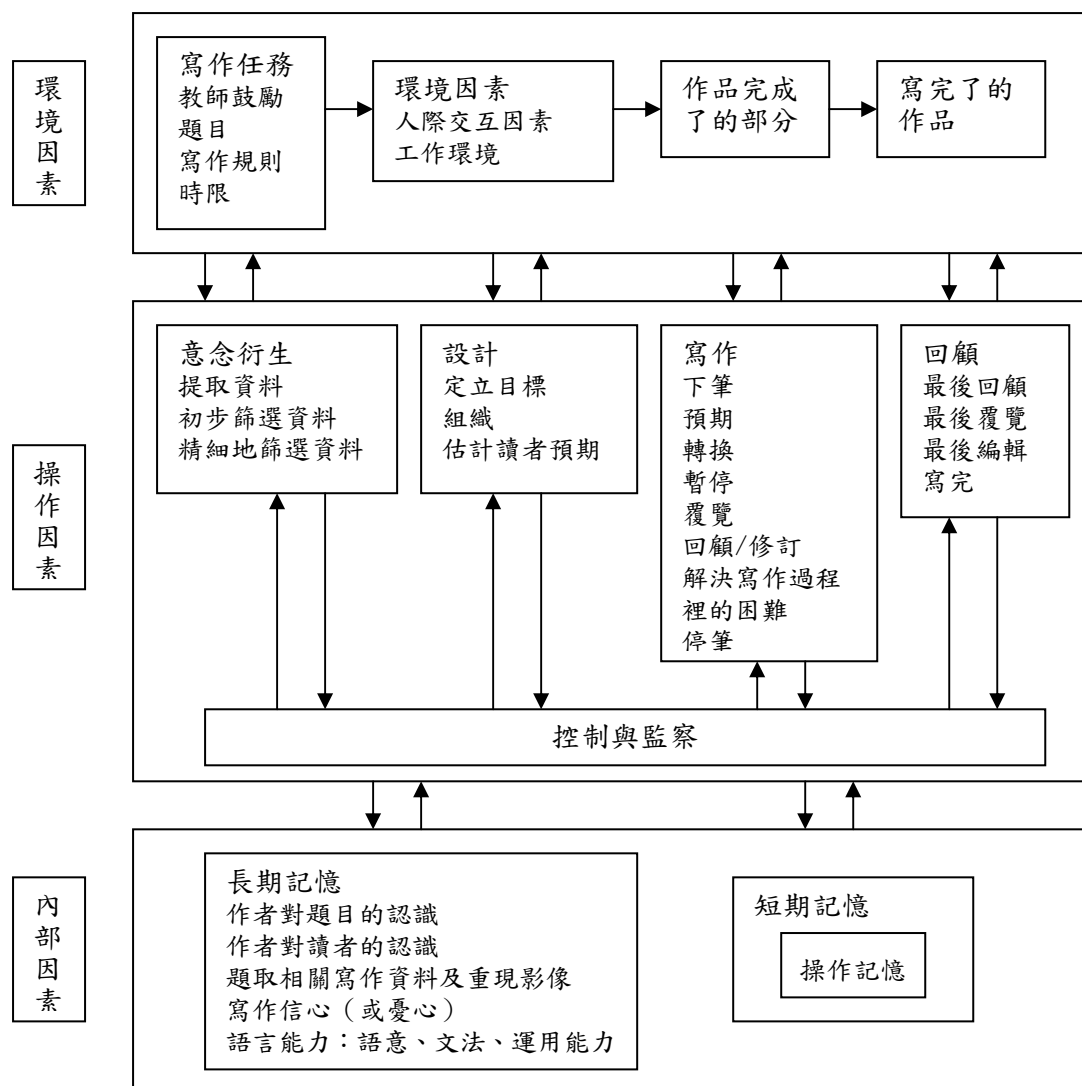 環境因素
寫作任務
教師鼓勵
題目
寫作規則
時限
環境因素
人際交互因素
工作環境
作品完成
了的部分
寫完了的
作品
操作因素
意念衍生
提取資料
初步篩選資料
精細地篩選資料
設計
定立目標
組織
估計讀者預期
寫作
下筆
預期
轉換
暫停
覆覽
回顧/修訂
解決寫作過程
裡的困難
停筆
回顧
最後回顧
最後覆覽
最後編輯
寫完
控制與監察
內部因素
長期記憶
作者對題目的認識
作者對讀者的認識
題取相關寫作資料及重現影像
寫作信心（或憂心）
語言能力：語意、文法、運用能力
短期記憶
操作記憶